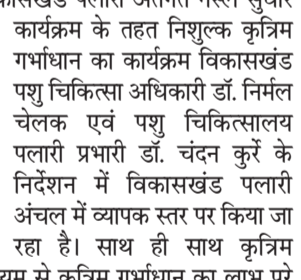 कार्यक्रम के तहत निशुल्क कृत्रिम
गर्भाधान का कार्यक्रम विकासखंड
पशु चिकित्सा अधिकारी डॉ. निर्मल
चेलक एवं पशु चिकित्सालय
पलारी प्रभारी डॉ. चंदन कुर्रे के
निर्देशन में विकासखंड पलारी
अंचल में व्यापक स्तर पर किया जा
रहा है। साथ ही साथ कृत्रिम
से कृत्रिम गर्भाधान का लाभ